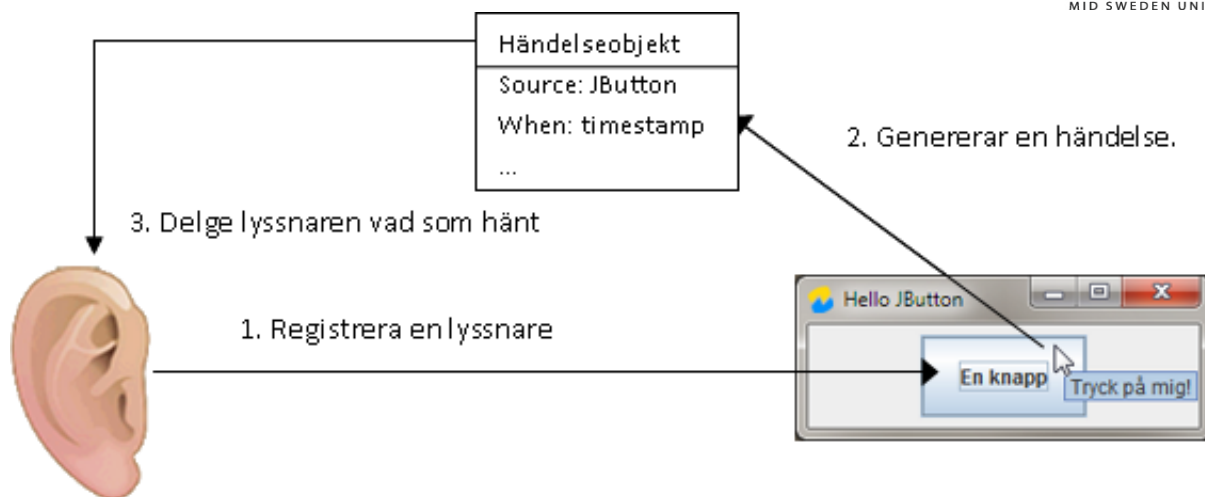 MID SWEDEN UNI
Händelseobjekt
Source: JButton
When: timestamp
...
2. Genererar en händelse.
3. Delge lyssnaren vad som hänt
1. Registrera en lyssnare
Hello JButton
En knapp
Tryck på mig!